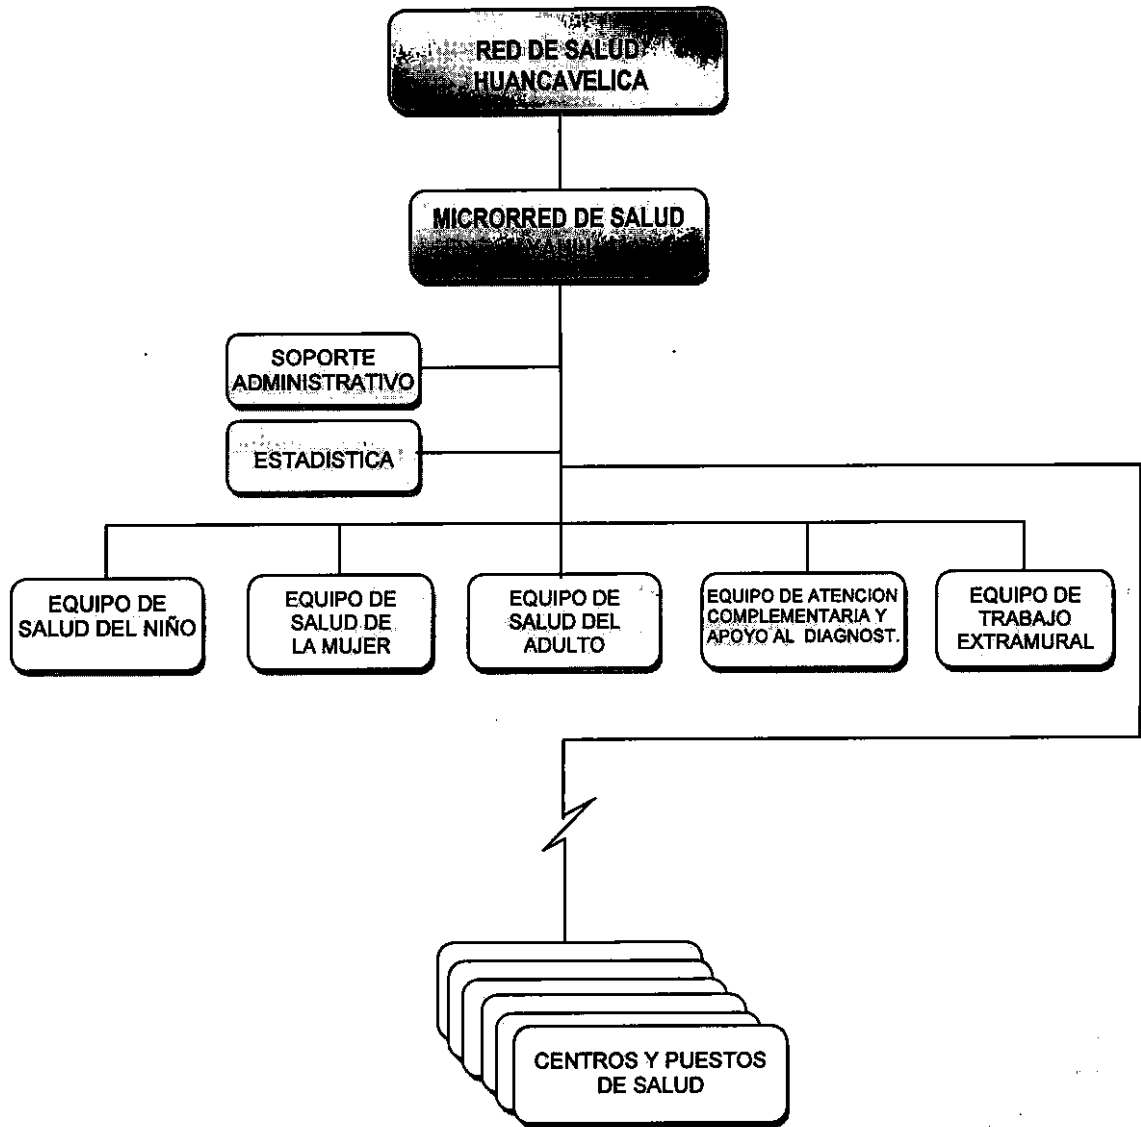 RED DE SALUD
HUANCAVELICA
MICRORRED DE SALUD
SOPORTE
ADMINISTRATIVO
ESTADISTICA
EQUIPO DE
SALUD DEL NIÑO
EQUIPO DE
SALUD DE
LA MUJER
EQUIPO DE
SALUD DEL
ADULTO
EQUIPO DE ATENCION
COMPLEMENTARIA Y
APOYO AL DIAGNOST.
EQUIPO DE
TRABAJO
EXTRAMURAL
CENTROS Y PUESTOS
DE SALUD